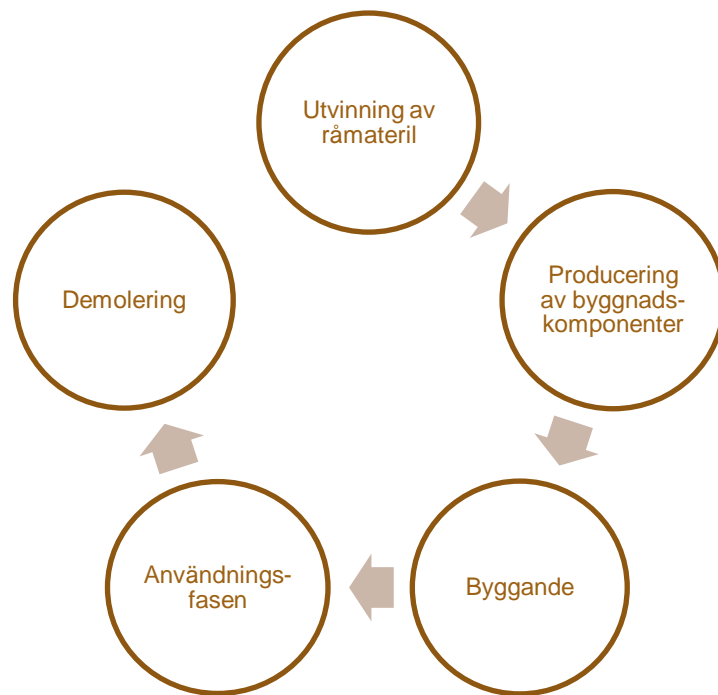 Utvinning av
råmateril
Producering
av byggnads-
komponenter
Byggande
Användnings-
fasen
Demolering